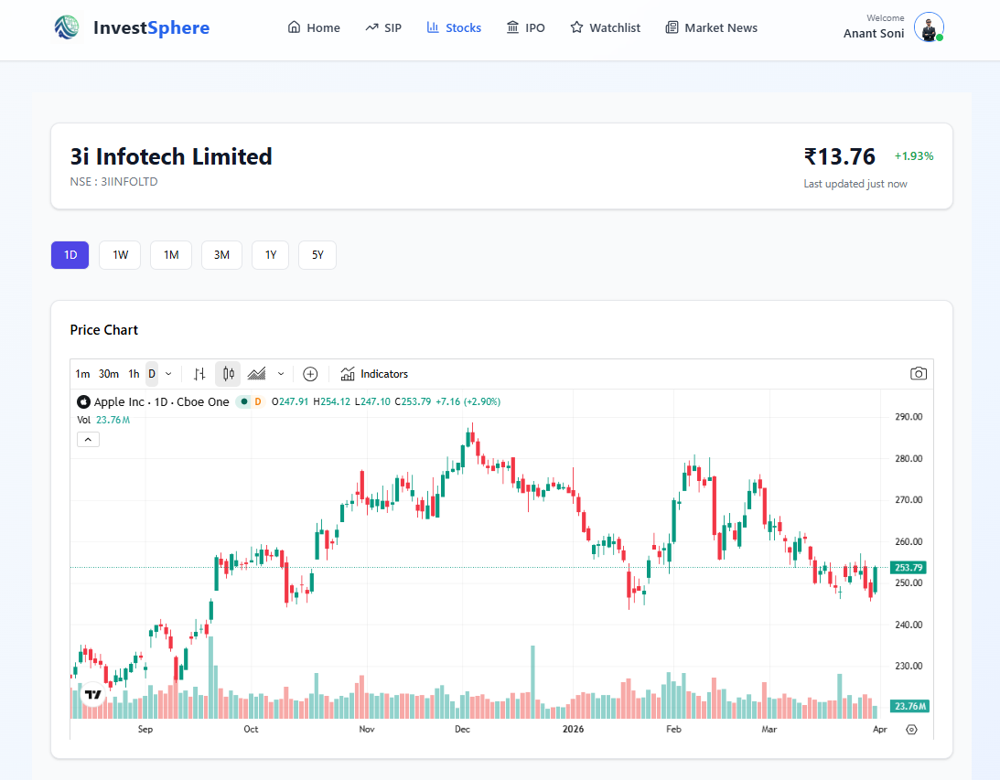 InvestSphere
Home SIP Stocks IPO Watchlist Market News
Welcome
Anant Soni
3i Infotech Limited
NSE : 3IINFOLTD
₹13.76 +1.93%
Last updated just now
1D 1W 1M 3M 1Y 5Y
Price Chart
1m 30m 1h D Indicators
Apple Inc · 1D · Cboe One D O247.91 H254.12 L247.10 C253.79 +7.16 (+2.90%)
Vol 23.76M
290.00
280.00
270.00
260.00
253.79
250.00
240.00
230.00
23.76M
Sep Oct Nov Dec 2026 Feb Mar Apr